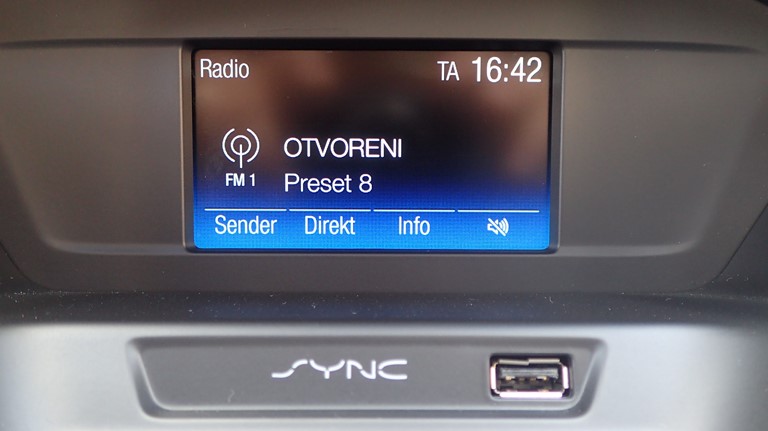 Radio TA 16:42
OTVORENI
FM 1 Preset 8
Sender Direkt Info
SYNC